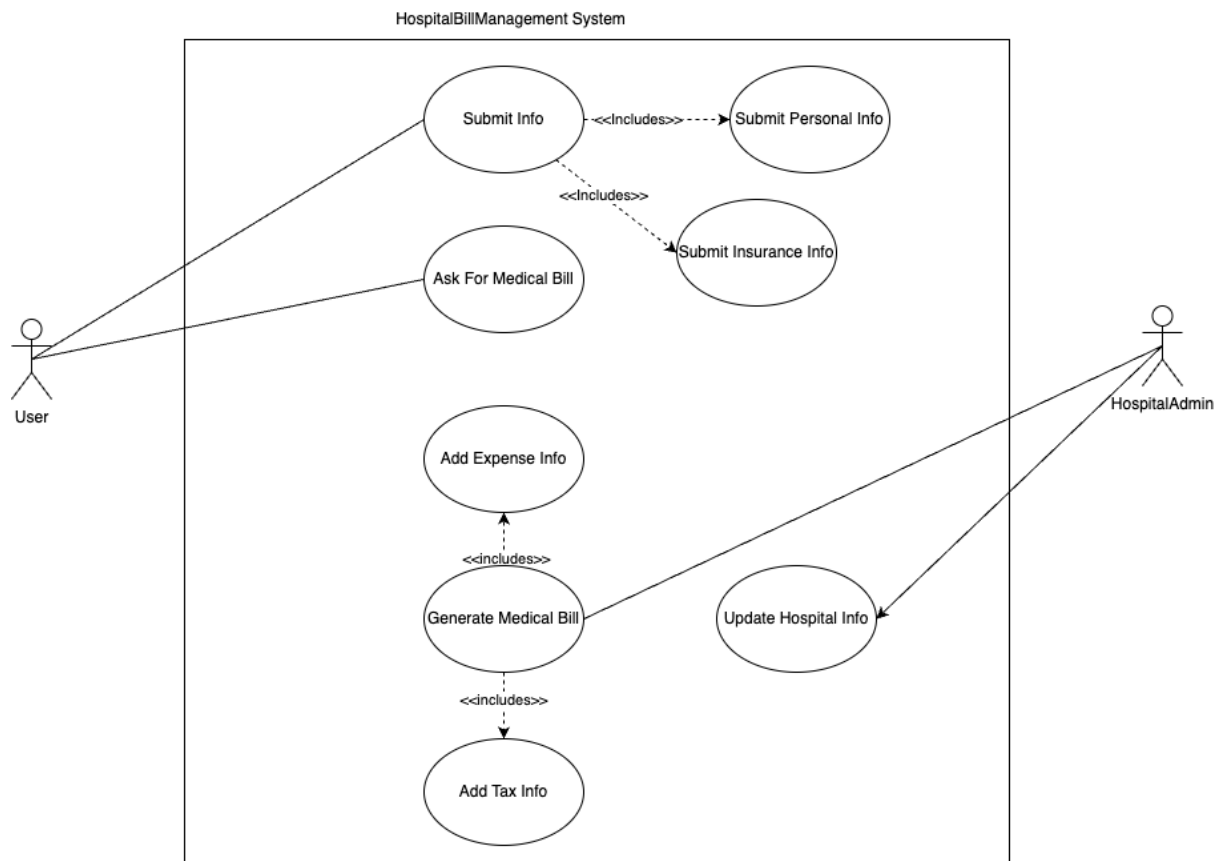 HospitalBillManagement System
Submit Info
<<Includes>>
Submit Personal Info
<<Includes>>
Submit Insurance Info
Ask For Medical Bill
User
HospitalAdmin
Add Expense Info
<<includes>>
Generate Medical Bill
Update Hospital Info
<<includes>>
Add Tax Info